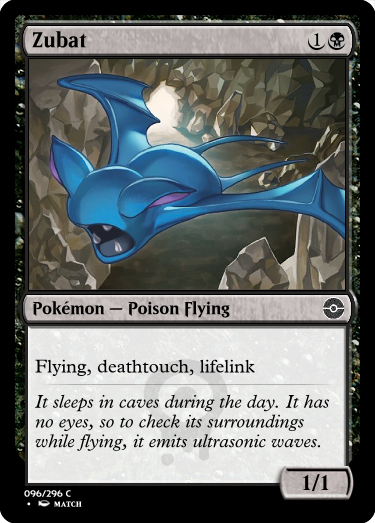 Zubat 1
Pokémon — Poison Flying
Flying, deathtouch, lifelink
It sleeps in caves during the day. It has
no eyes, so to check its surroundings
while flying, it emits ultrasonic waves.
1/1
096/296 C
• MATCH